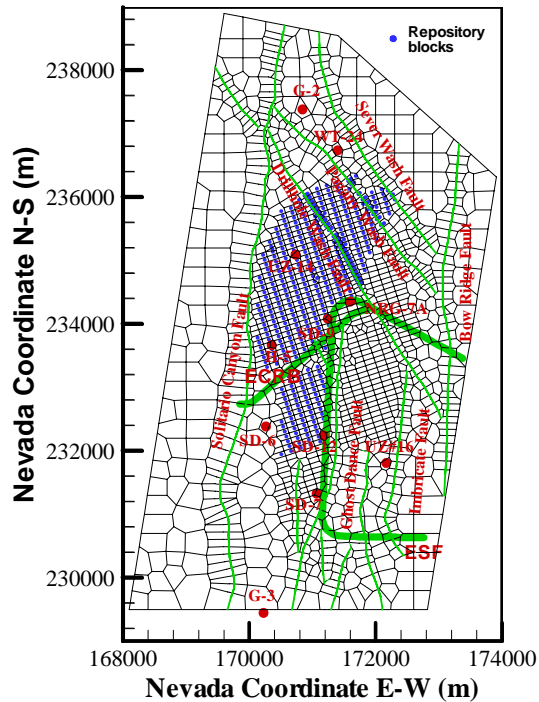 Repository
blocks
238000
236000
234000
232000
230000
168000
170000
172000
174000
Nevada Coordinate N-S (m)
Nevada Coordinate E-W (m)
G-2
WT-24
Sever Wash Fault
Pagany Wash Fault
Drillhole Wash Fault
UZ-14
NRG-7A
SD-9
H-5
ECRB
Bow Ridge Fault
Solitario Canyon Fault
SD-6
SD-12
UZ#16
Ghost Dance Fault
Imbricate Fault
SD-7
ESF
G-3